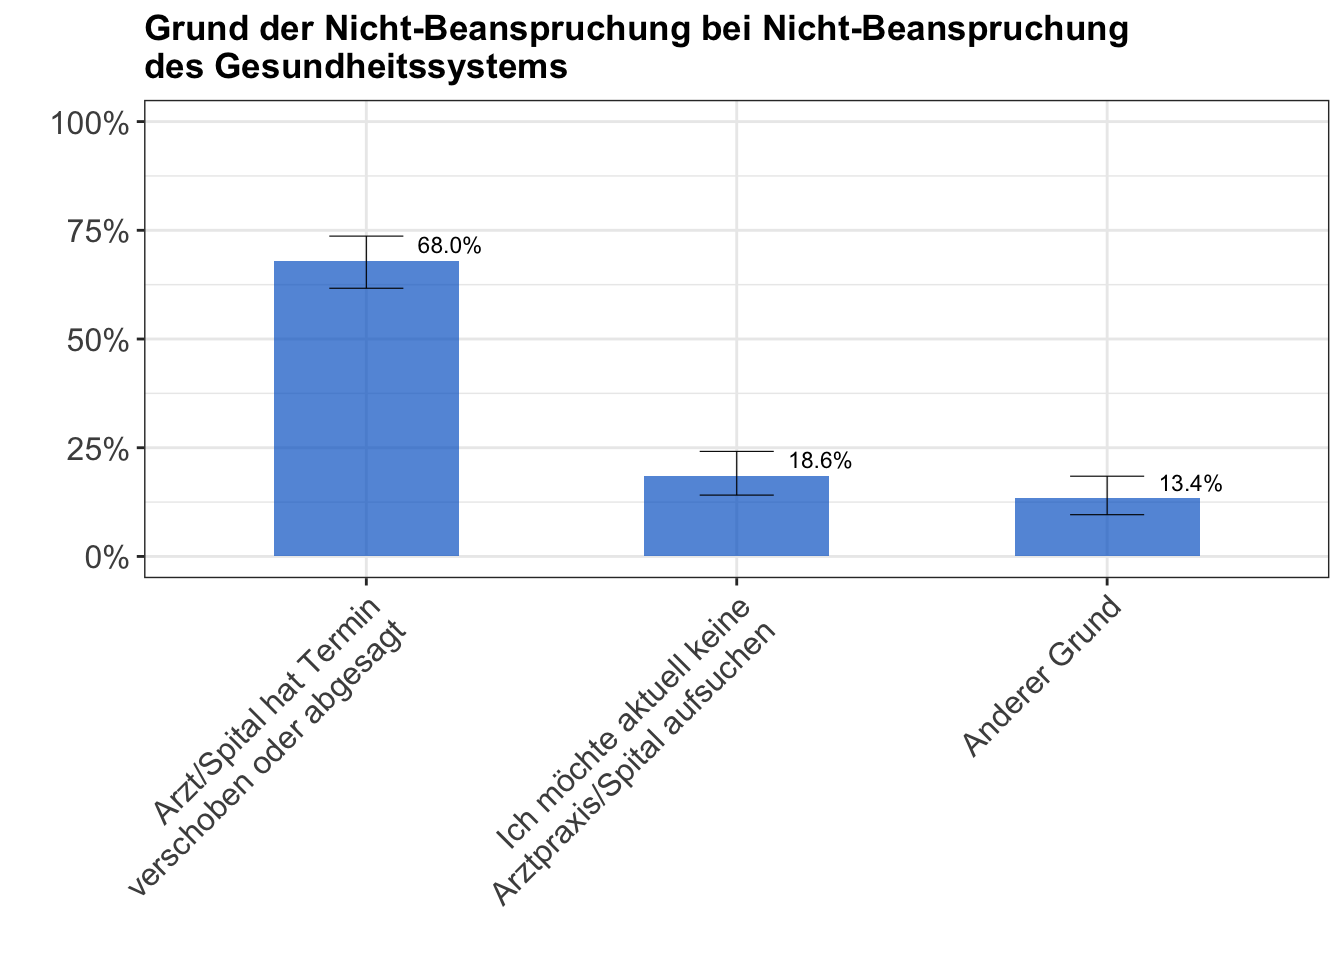 Grund der Nicht-Beanspruchung bei Nicht-Beanspruchung
des Gesundheitssystems
100%
75%
50%
25%
0%
68.0%
18.6%
13.4%
Arzt/Spital hat Termin
verschoben oder abgesagt
Ich möchte aktuell keine
Arztpraxis/Spital aufsuchen
Anderer Grund